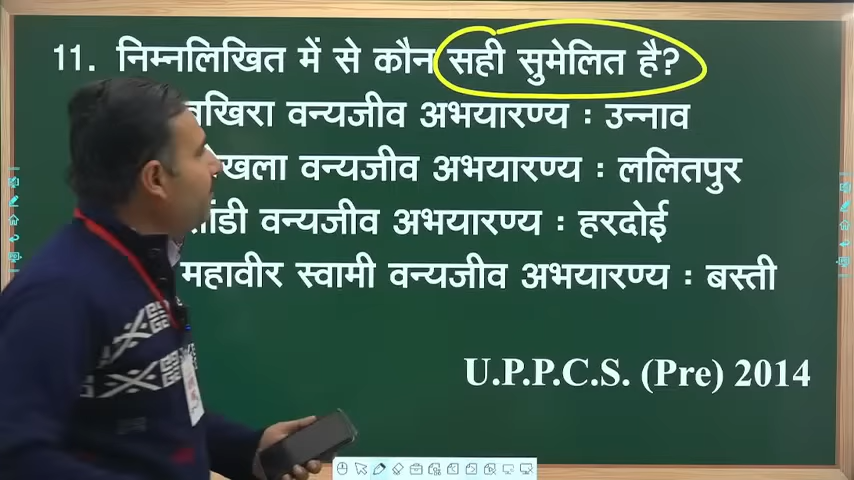 11. निम्नलिखित में से कौन सही सुमेलित है?
वन्यजीव अभयारण्य : उन्नाव
वन्यजीव अभयारण्य : ललितपुर
वन्यजीव अभयारण्य : हरदोई
महावीर स्वामी वन्यजीव अभयारण्य : बस्ती
U.P.P.C.S. (Pre) 2014